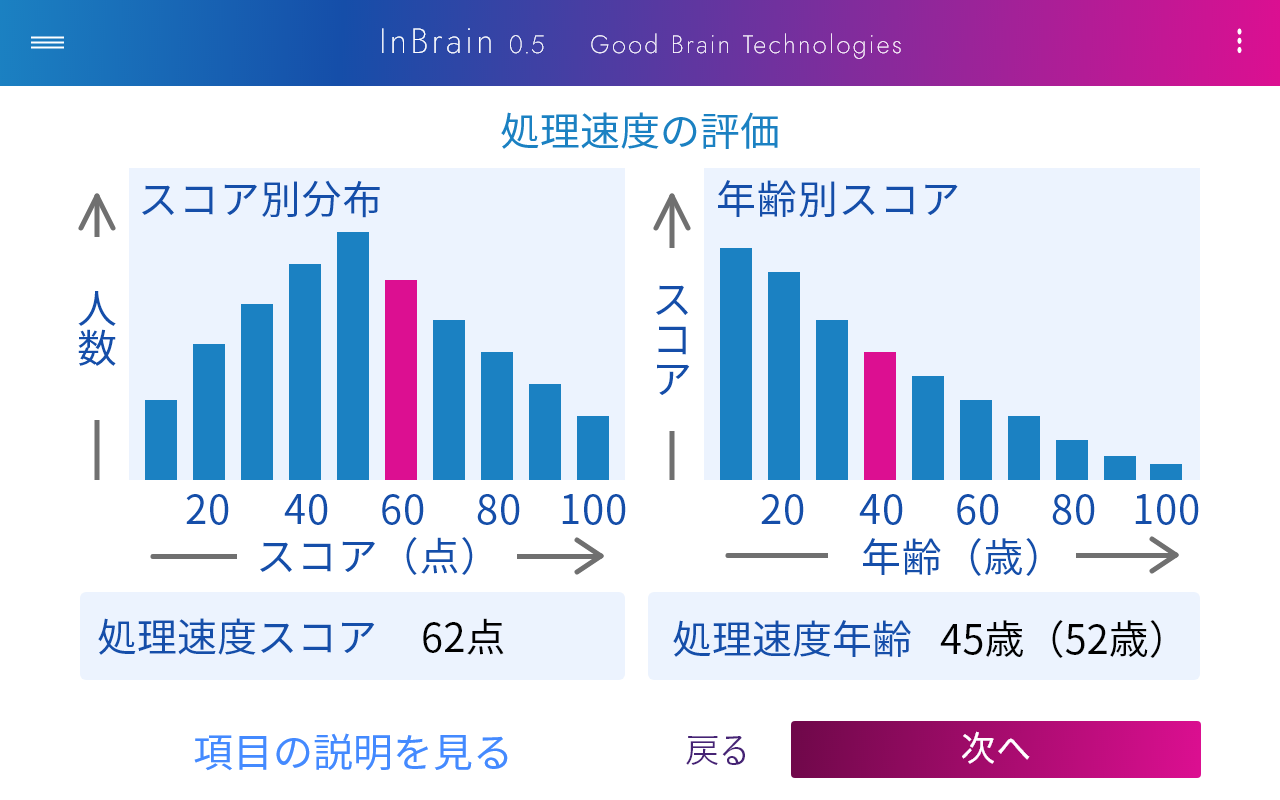 InBrain 0.5 Good Brain Technologies
処理速度の評価
スコア別分布
人数
20 40 60 80 100
スコア（点）
年齢別スコア
スコア
20 40 60 80 100
年齢（歳）
処理速度スコア 62点
処理速度年齢 45歳（52歳）
項目の説明を見る
戻る
次へ